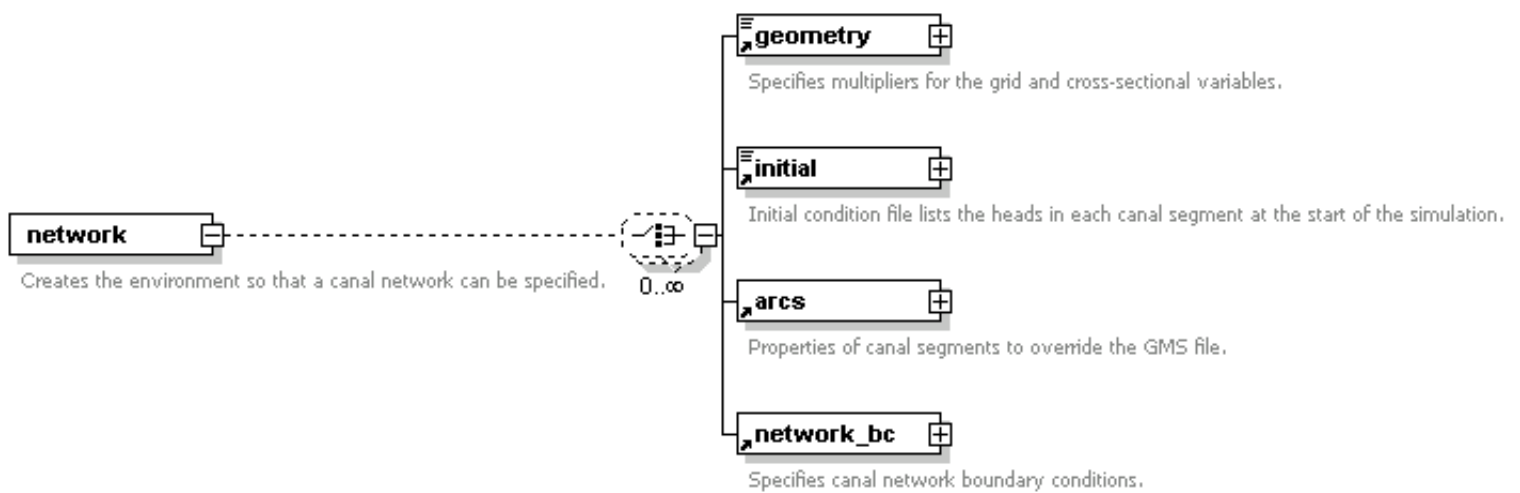 geometry
Specifies multipliers for the grid and cross-sectional variables.
initial
Initial condition file lists the heads in each canal segment at the start of the simulation.
network
Creates the environment so that a canal network can be specified.
0..∞
arcs
Properties of canal segments to override the GMS file.
network_bc
Specifies canal network boundary conditions.